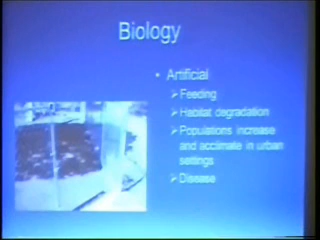 Biology
• Artificial
➢Feeding
➢Habitat degradation
➢Populations increase
and acclimate in urban
settings
➢Disease